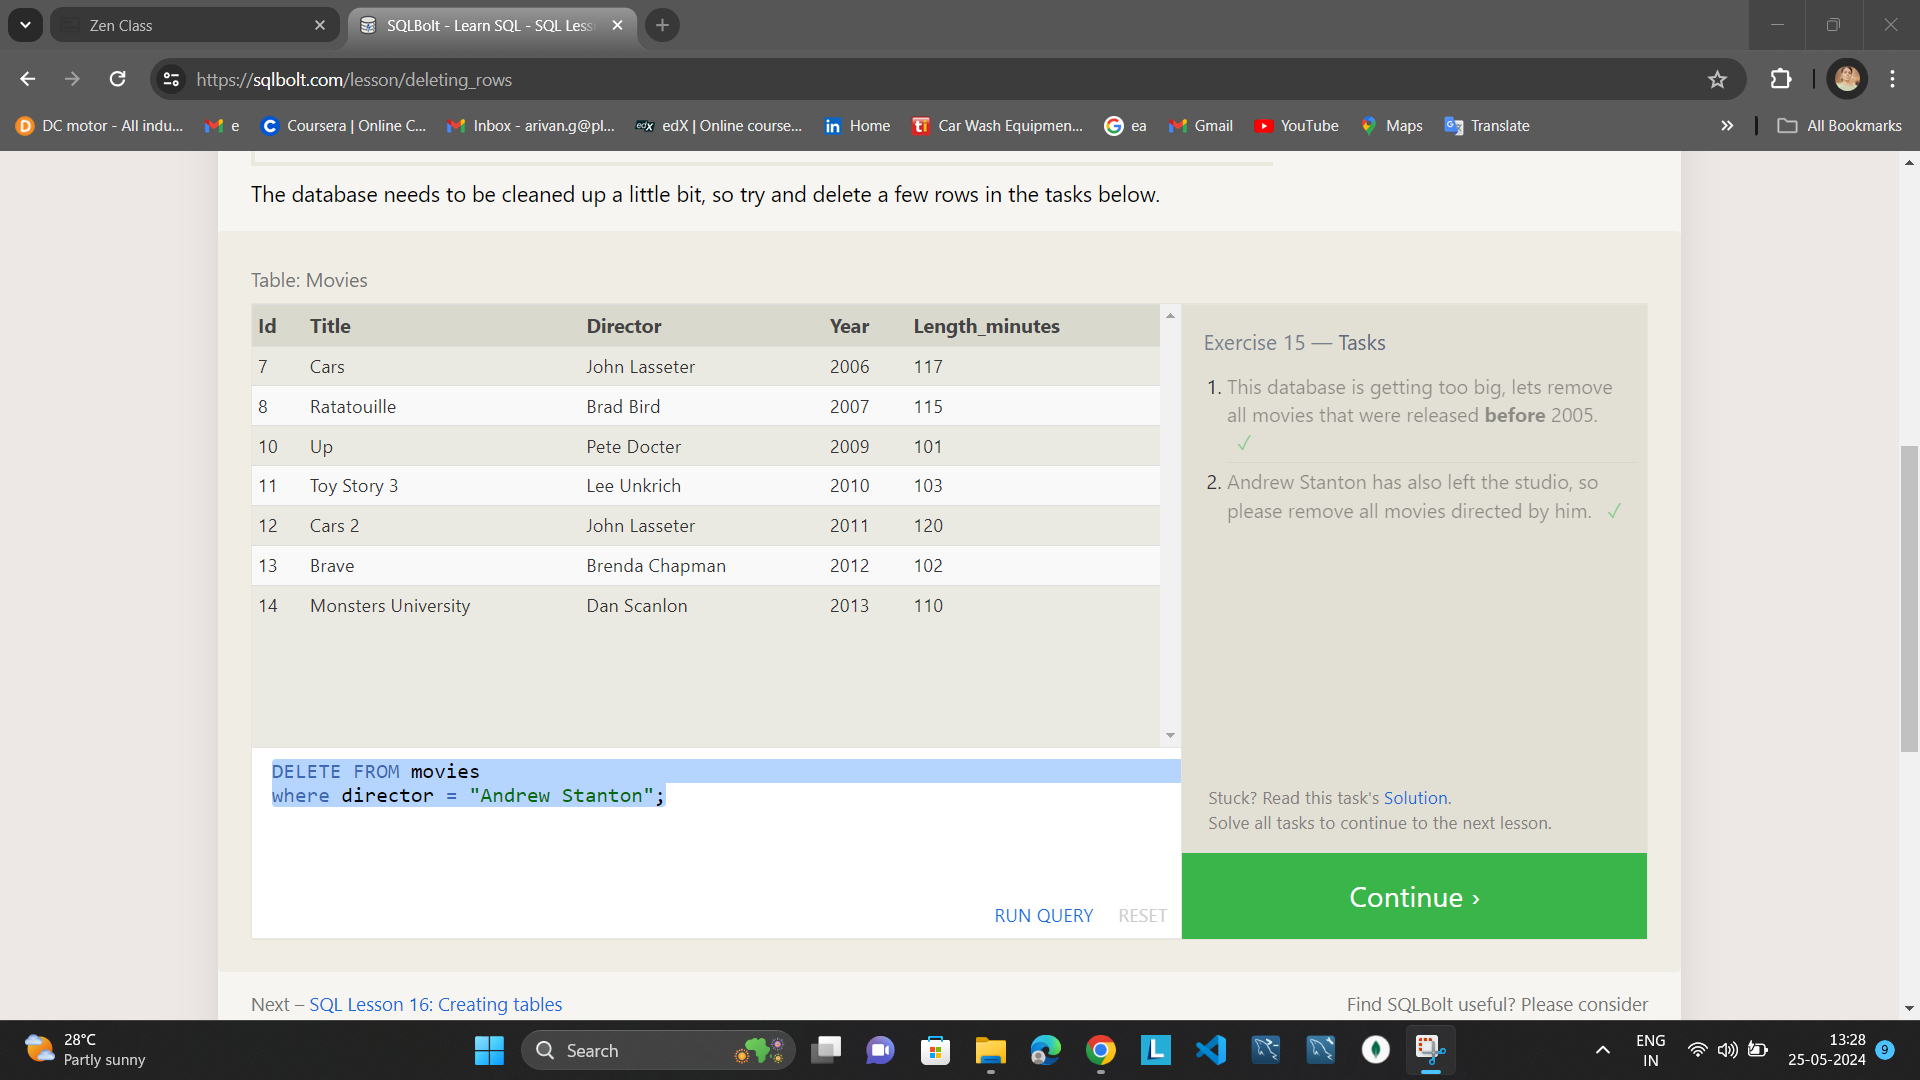 Zen Class
SQLBolt - Learn SQL - SQL Less
https://sqlbolt.com/lesson/deleting_rows
DC motor - All indu...
e
Coursera | Online C...
Inbox - arivan.g@pl...
edX | Online course...
Home
Car Wash Equipmen...
ea
Gmail
YouTube
Maps
Translate
All Bookmarks
The database needs to be cleaned up a little bit, so try and delete a few rows in the tasks below.
Table: Movies
Id Title Director Year Length_minutes
7 Cars John Lasseter 2006 117
8 Ratatouille Brad Bird 2007 115
10 Up Pete Docter 2009 101
11 Toy Story 3 Lee Unkrich 2010 103
12 Cars 2 John Lasseter 2011 120
13 Brave Brenda Chapman 2012 102
14 Monsters University Dan Scanlon 2013 110
DELETE FROM movies
where director = "Andrew Stanton";
RUN QUERY RESET
Exercise 15 — Tasks
1. This database is getting too big, lets remove
all movies that were released before 2005.
✓
2. Andrew Stanton has also left the studio, so
please remove all movies directed by him. ✓
Stuck? Read this task's Solution.
Solve all tasks to continue to the next lesson.
Continue ›
Next – SQL Lesson 16: Creating tables
Find SQLBolt useful? Please consider
28°C
Partly sunny
Search
ENG
IN
13:28
25-05-2024
9